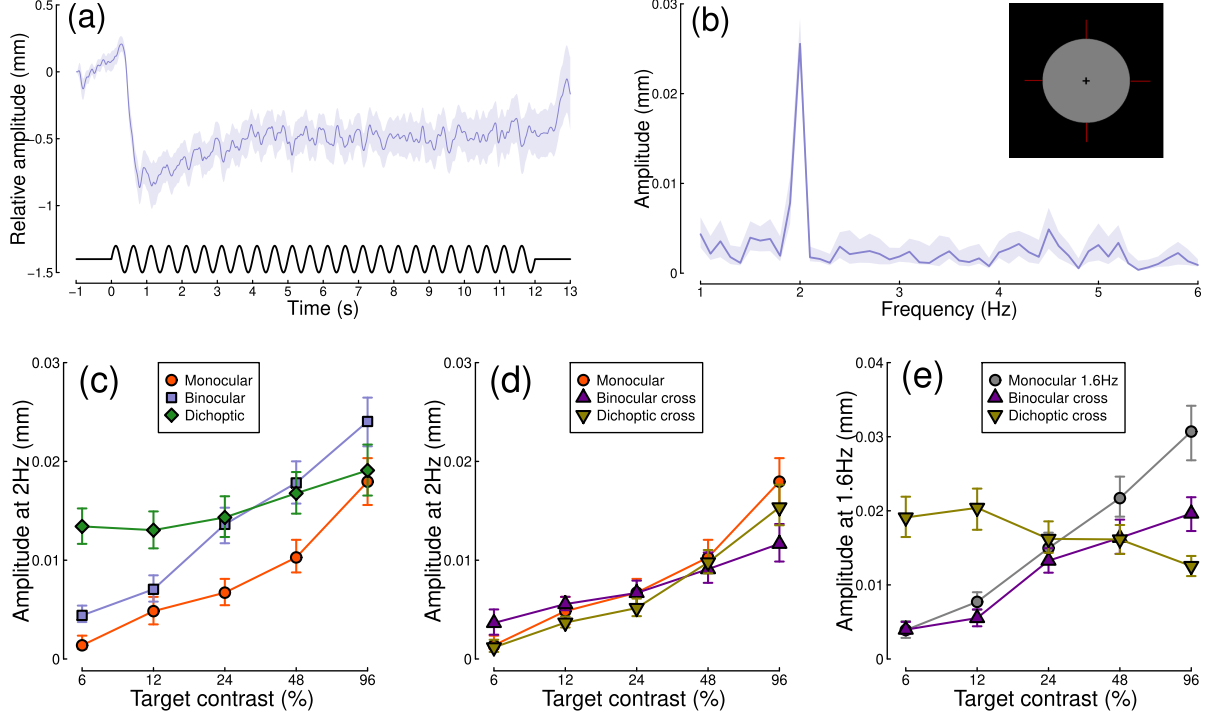 (a)
0.5
0
−0.5
−1
−1.5
Relative amplitude (mm)
−1 0 1 2 3 4 5 6 7 8 9 10 11 12 13
Time (s)
(b)
0.03
0.02
0.01
0
Amplitude (mm)
1 2 3 4 5 6
Frequency (Hz)
(c)
Monocular
Binocular
Dichoptic
0.03
0.02
0.01
0
Amplitude at 2Hz (mm)
6 12 24 48 96
Target contrast (%)
(d)
Monocular
Binocular cross
Dichoptic cross
0.03
0.02
0.01
0
Amplitude at 2Hz (mm)
6 12 24 48 96
Target contrast (%)
(e)
Monocular 1.6Hz
Binocular cross
Dichoptic cross
0.04
0.03
0.02
0.01
0
Amplitude at 1.6Hz (mm)
6 12 24 48 96
Target contrast (%)